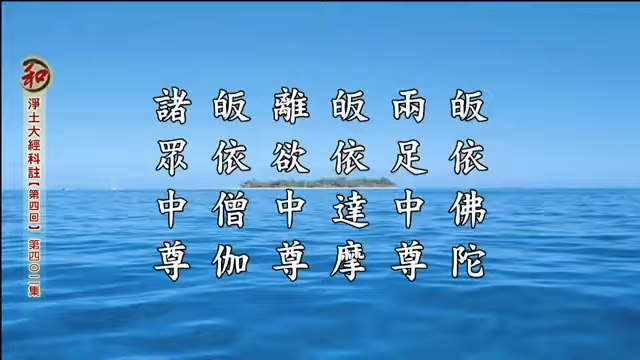 皈依佛陀
兩足中尊
皈依達摩
離欲中尊
皈依僧伽
諸眾中尊
和
淨土大經科註【第四回】 第四〇二集